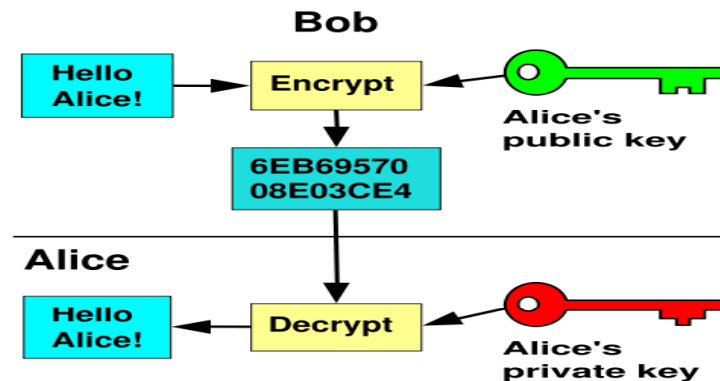 Bob
Hello
Alice!
Encrypt
Alice's
public key
6EB69570
08E03CE4
Alice
Hello
Alice!
Decrypt
Alice's
private key